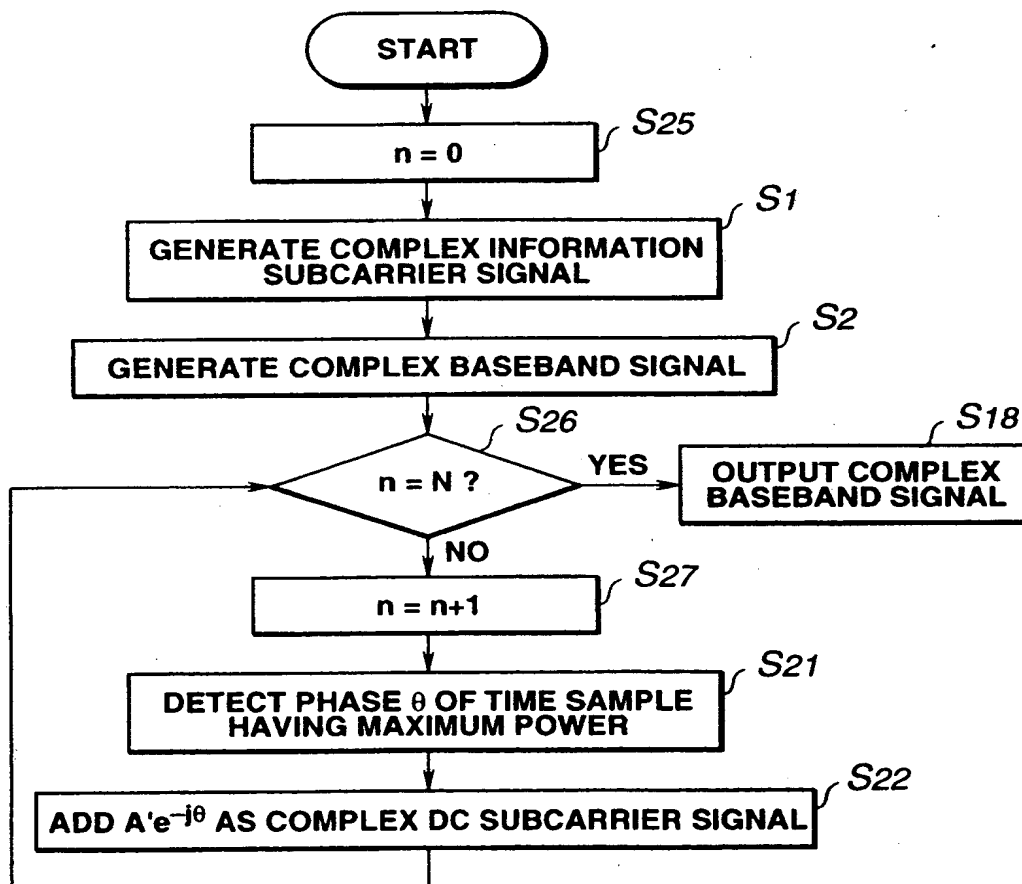 START
S25
n = 0
S1
GENERATE COMPLEX INFORMATION
SUBCARRIER SIGNAL
S2
GENERATE COMPLEX BASEBAND SIGNAL
S26
n = N ?
YES
S18
OUTPUT COMPLEX
BASEBAND SIGNAL
NO
S27
n = n+1
S21
DETECT PHASE θ OF TIME SAMPLE
HAVING MAXIMUM POWER
S22
ADD A'e⁻ʲᶿ AS COMPLEX DC SUBCARRIER SIGNAL